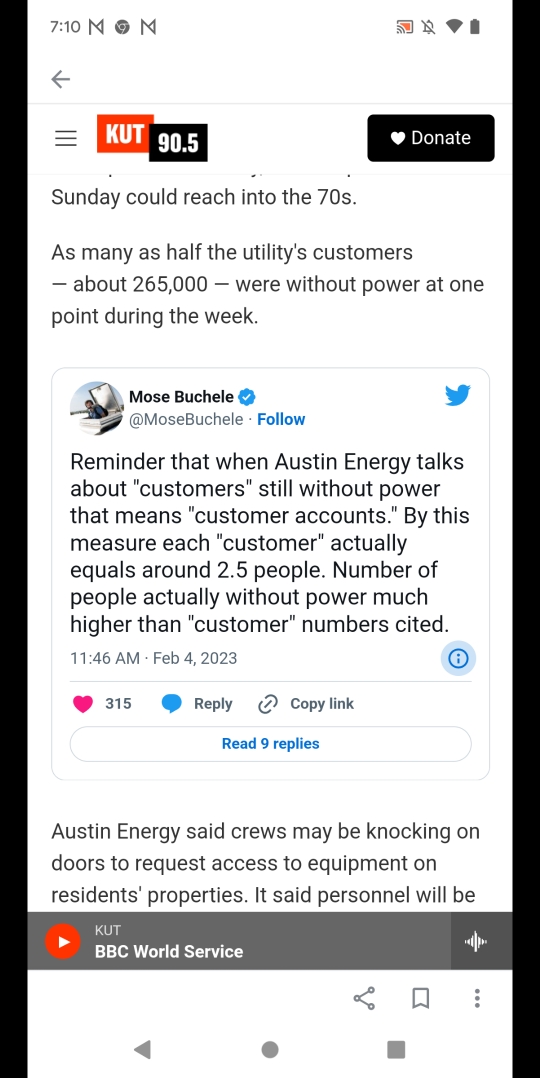 7:10
KUT 90.5
Donate
Sunday could reach into the 70s.
As many as half the utility's customers
— about 265,000 — were without power at one
point during the week.
Mose Buchele
@MoseBuchele · Follow
Reminder that when Austin Energy talks
about "customers" still without power
that means "customer accounts." By this
measure each "customer" actually
equals around 2.5 people. Number of
people actually without power much
higher than "customer" numbers cited.
11:46 AM · Feb 4, 2023
315 Reply Copy link
Read 9 replies
Austin Energy said crews may be knocking on
doors to request access to equipment on
residents' properties. It said personnel will be
KUT
BBC World Service